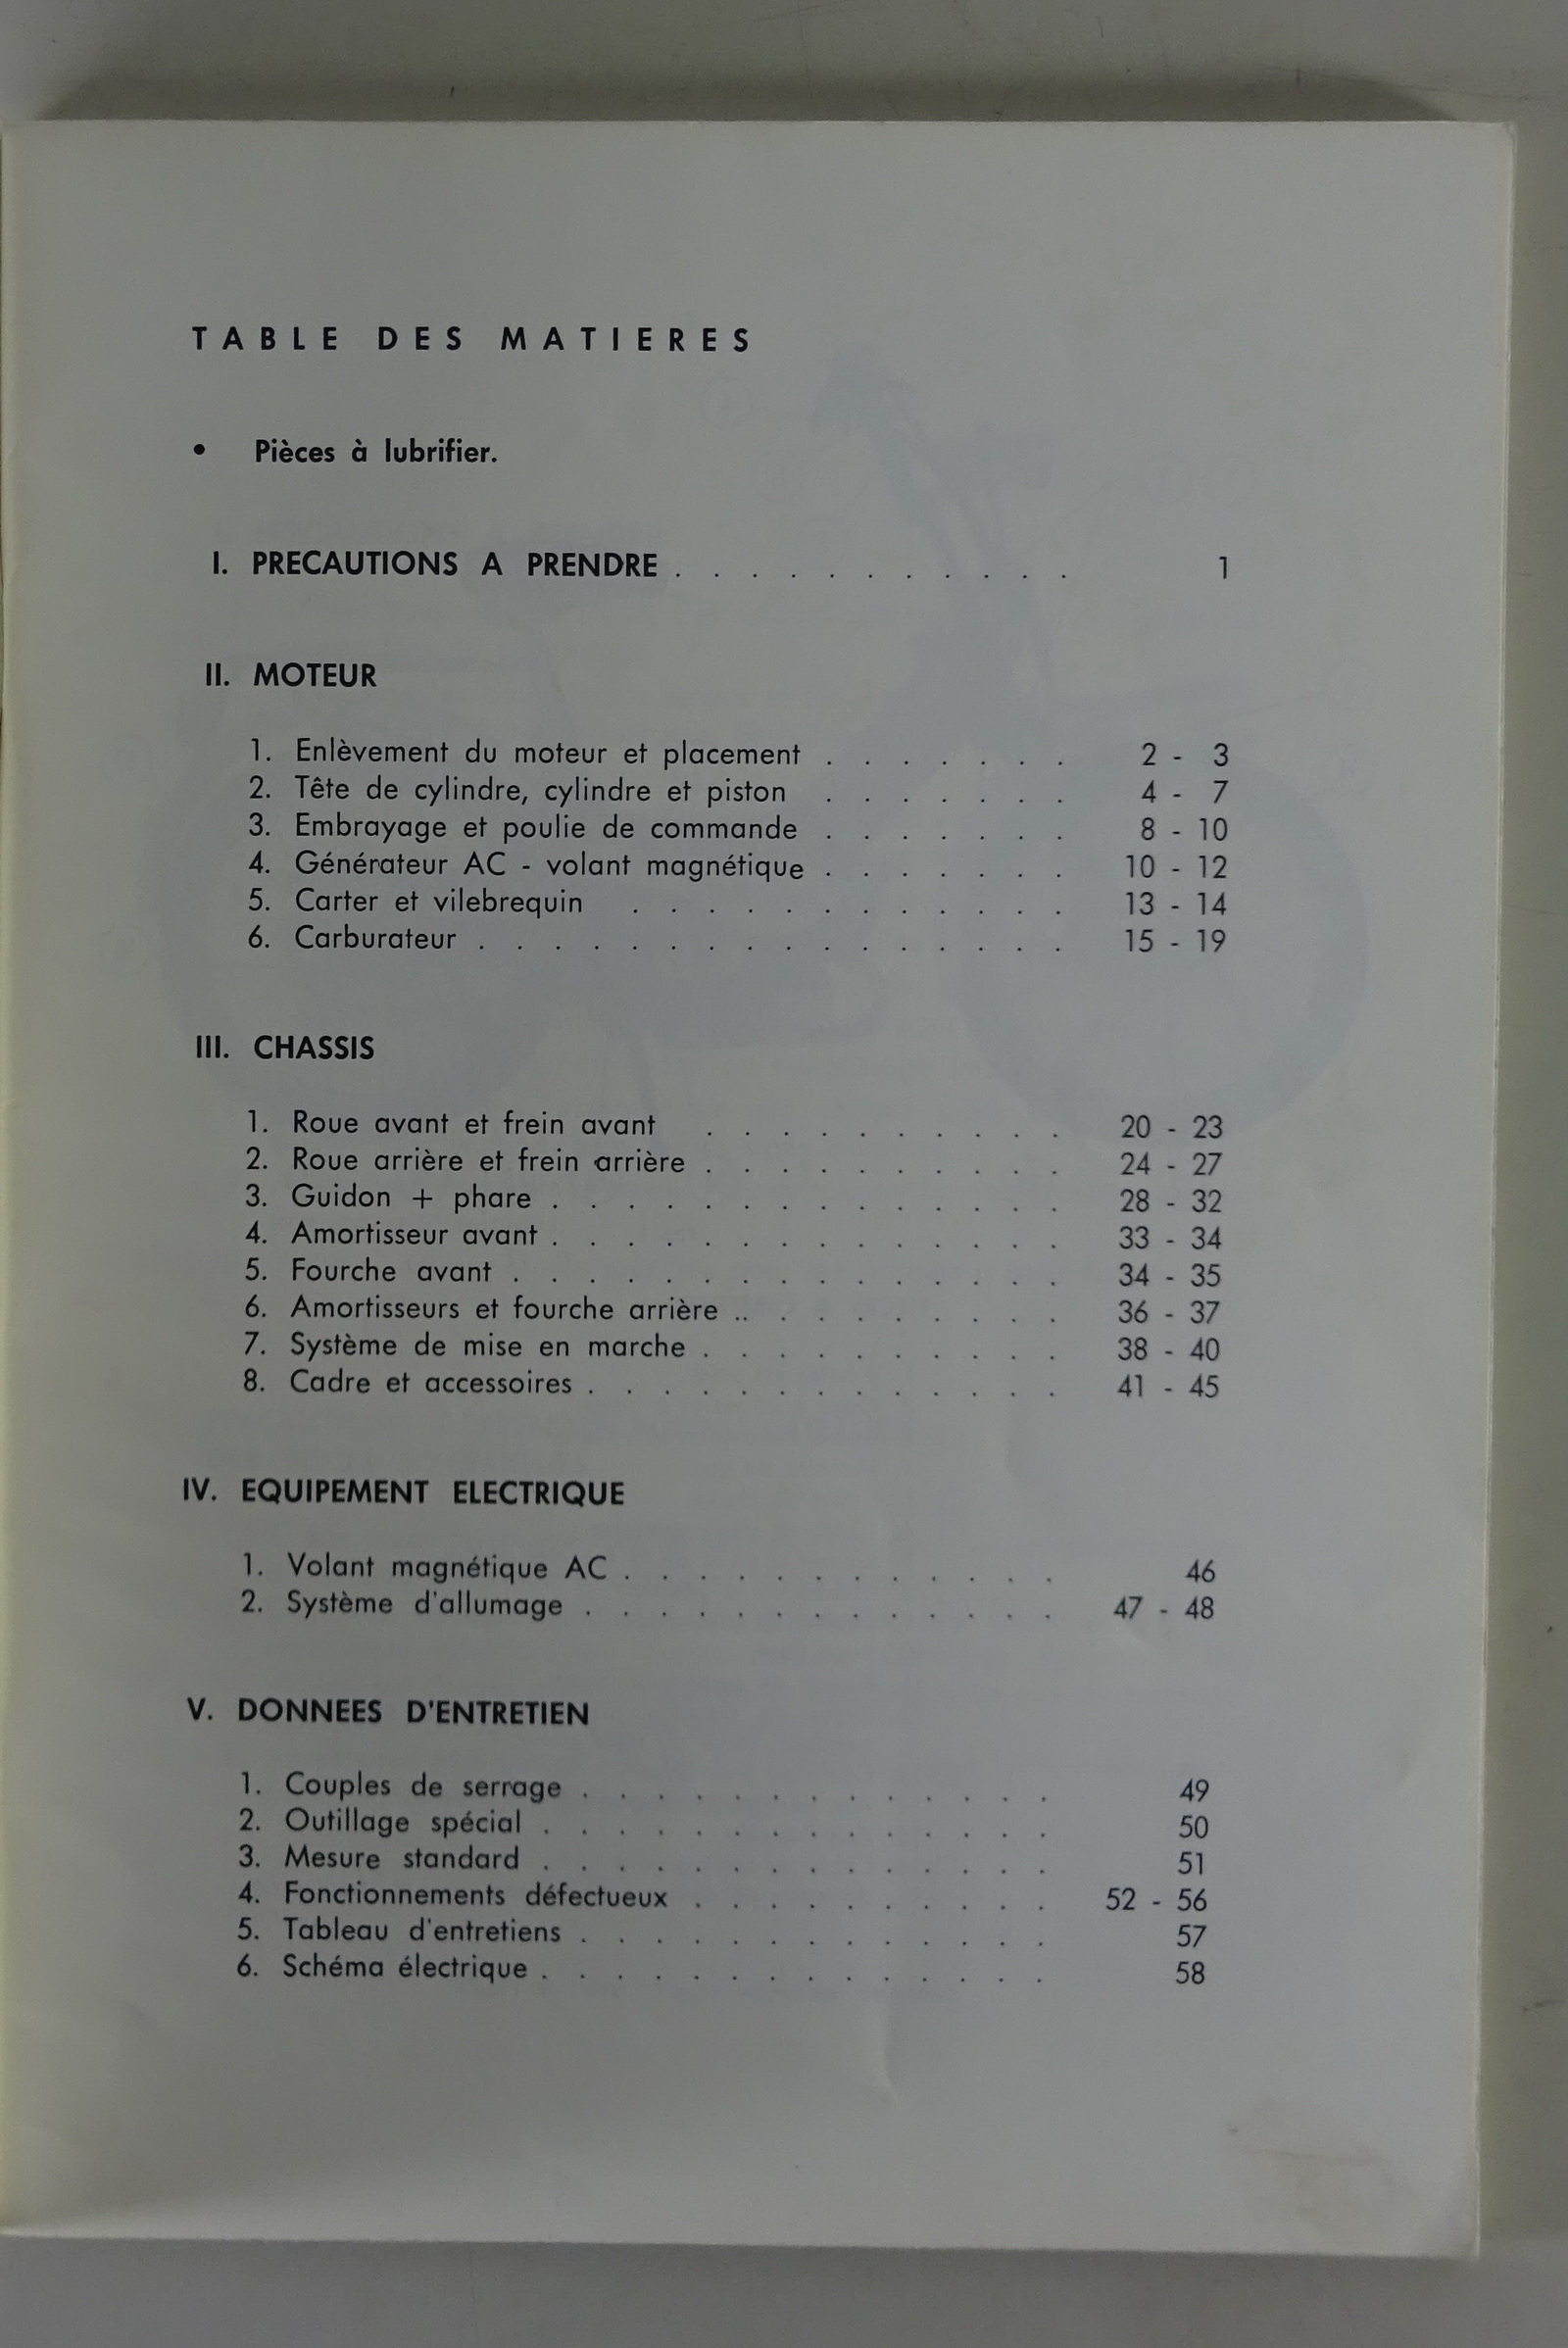 TABLE DES MATIERES
• Pièces à lubrifier.
I. PRECAUTIONS A PRENDRE . . . . . . . . . . . 1
II. MOTEUR
1. Enlèvement du moteur et placement . . . . . . . 2 - 3
2. Tête de cylindre, cylindre et piston . . . . . . . 4 - 7
3. Embrayage et poulie de commande . . . . . . . 8 - 10
4. Générateur AC - volant magnétique . . . . . . . 10 - 12
5. Carter et vilebrequin . . . . . . . . . . . . 13 - 14
6. Carburateur . . . . . . . . . . . . . . . . 15 - 19
III. CHASSIS
1. Roue avant et frein avant . . . . . . . . . . 20 - 23
2. Roue arrière et frein arrière . . . . . . . . . . 24 - 27
3. Guidon + phare . . . . . . . . . . . . . . 28 - 32
4. Amortisseur avant . . . . . . . . . . . . . . 33 - 34
5. Fourche avant . . . . . . . . . . . . . . . 34 - 35
6. Amortisseurs et fourche arrière .. . . . . . . . . 36 - 37
7. Système de mise en marche . . . . . . . . . . 38 - 40
8. Cadre et accessoires . . . . . . . . . . . . . 41 - 45
IV. EQUIPEMENT ELECTRIQUE
1. Volant magnétique AC . . . . . . . . . . . . 46
2. Système d'allumage . . . . . . . . . . . . . 47 - 48
V. DONNEES D'ENTRETIEN
1. Couples de serrage . . . . . . . . . . . . . 49
2. Outillage spécial . . . . . . . . . . . . . . 50
3. Mesure standard . . . . . . . . . . . . . . 51
4. Fonctionnements défectueux . . . . . . . . . . 52 - 56
5. Tableau d'entretiens . . . . . . . . . . . . . 57
6. Schéma électrique . . . . . . . . . . . . . . 58